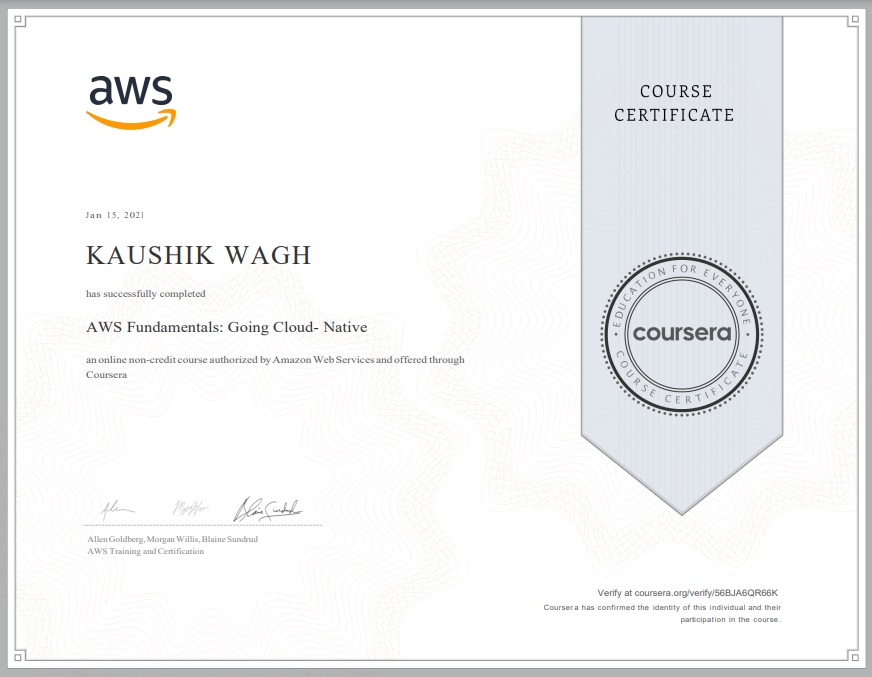 aws
COURSE
CERTIFICATE
Jan 15, 2021
KAUSHIK WAGH
has successfully completed
AWS Fundamentals: Going Cloud- Native
an online non-credit course authorized by Amazon Web Services and offered through
Coursera
EDUCATION FOR EVERYONE
coursera
COURSE CERTIFICATE
Allen Goldberg, Morgan Willis, Blaine Sundrud
AWS Training and Certification
Verify at coursera.org/verify/56BJA6QR66K
Coursera has confirmed the identity of this individual and their
participation in the course.